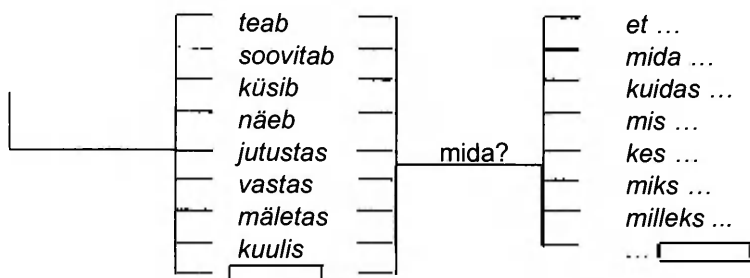 teab et …
soovitab mida …
küsib kuidas …
näeb mis …
jutustas mida? kes …
vastas miks …
mäletas milleks ...
kuulis ...